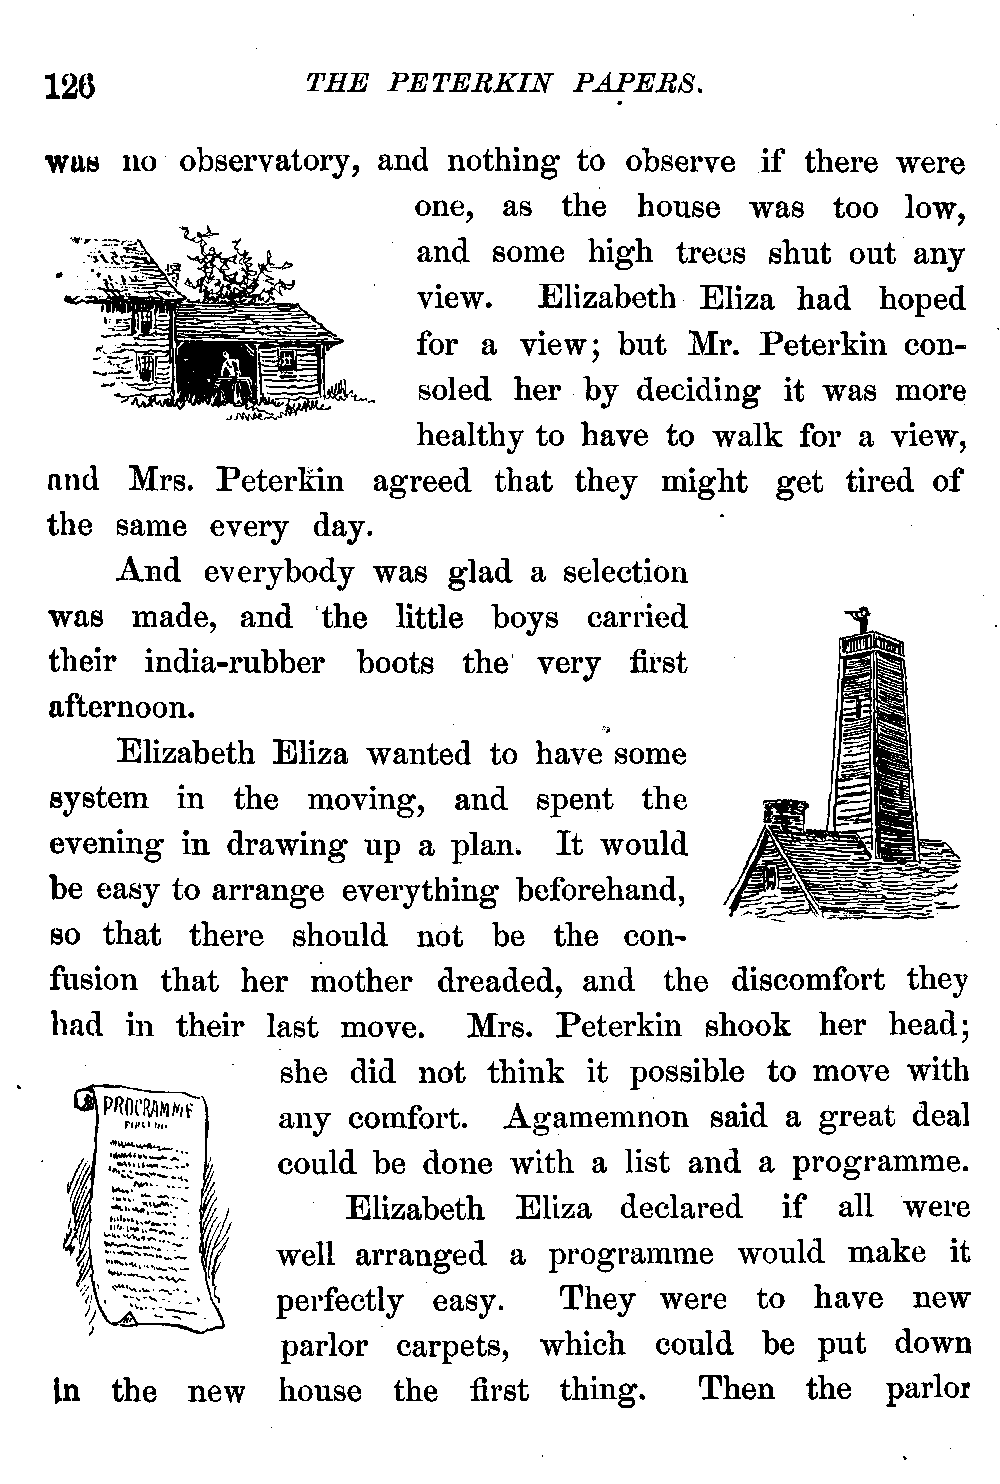 126 THE PETERKIN PAPERS.
was no observatory, and nothing to observe if there were
one, as the house was too low,
and some high trees shut out any
view. Elizabeth Eliza had hoped
for a view; but Mr. Peterkin con-
soled her by deciding it was more
healthy to have to walk for a view,
and Mrs. Peterkin agreed that they might get tired of
the same every day.
And everybody was glad a selection
was made, and the little boys carried
their india-rubber boots the very first
afternoon.
Elizabeth Eliza wanted to have some
system in the moving, and spent the
evening in drawing up a plan. It would
be easy to arrange everything beforehand,
so that there should not be the con-
fusion that her mother dreaded, and the discomfort they
had in their last move. Mrs. Peterkin shook her head;
she did not think it possible to move with
any comfort. Agamemnon said a great deal
could be done with a list and a programme.
Elizabeth Eliza declared if all were
well arranged a programme would make it
perfectly easy. They were to have new
parlor carpets, which could be put down
in the new house the first thing. Then the parlor
PROGRAMME